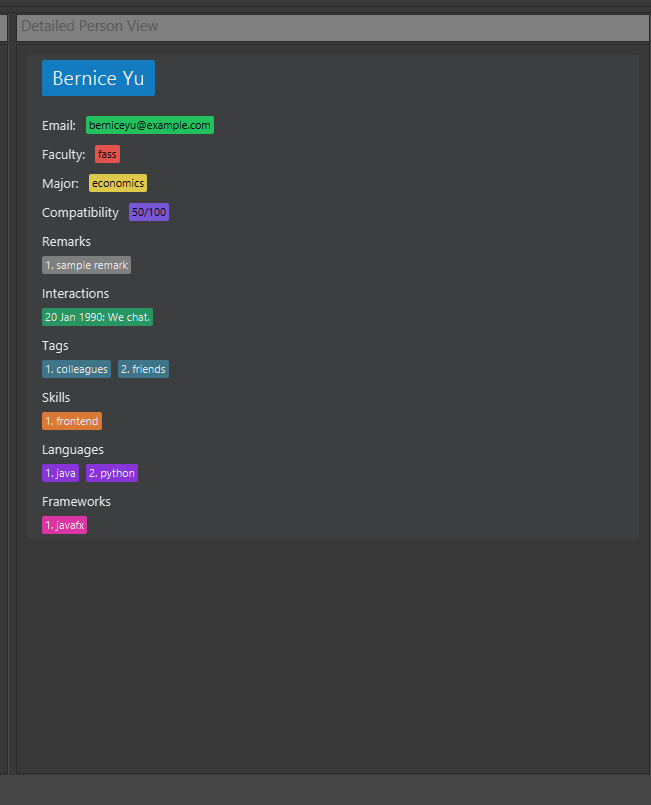 Detailed Person View
Bernice Yu
Email: berniceyu@example.com
Faculty: fass
Major: economics
Compatibility 50/100
Remarks
1. sample remark
Interactions
20 Jan 1990: We chat.
Tags
1. colleagues 2. friends
Skills
1. frontend
Languages
1. java 2. python
Frameworks
1. javafx